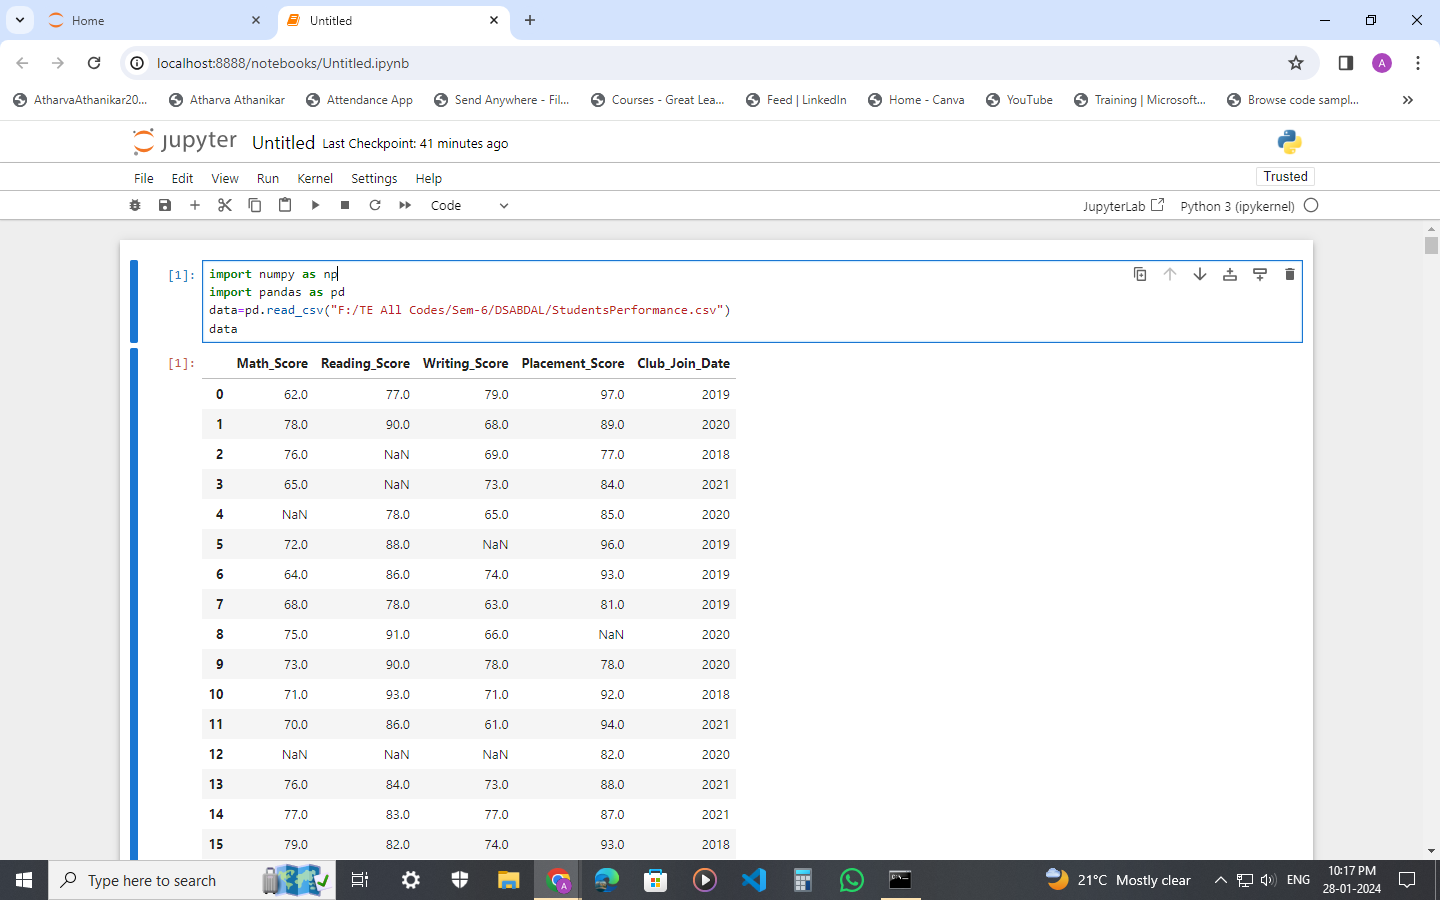 Home
Untitled
localhost:8888/notebooks/Untitled.ipynb
A
AtharvaAthanikar20...
Atharva Athanikar
Attendance App
Send Anywhere - Fil...
Courses - Great Lea...
Feed | LinkedIn
Home - Canva
YouTube
Training | Microsoft...
Browse code sampl...
jupyter Untitled Last Checkpoint: 41 minutes ago
File Edit View Run Kernel Settings Help
Trusted
Code
JupyterLab
Python 3 (ipykernel)
[1]: import numpy as np
import pandas as pd
data=pd.read_csv("F:/TE All Codes/Sem-6/DSABDAL/StudentsPerformance.csv")
data
[1]: Math_Score Reading_Score Writing_Score Placement_Score Club_Join_Date
0 62.0 77.0 79.0 97.0 2019
1 78.0 90.0 68.0 89.0 2020
2 76.0 NaN 69.0 77.0 2018
3 65.0 NaN 73.0 84.0 2021
4 NaN 78.0 65.0 85.0 2020
5 72.0 88.0 NaN 96.0 2019
6 64.0 86.0 74.0 93.0 2019
7 68.0 78.0 63.0 81.0 2019
8 75.0 91.0 66.0 NaN 2020
9 73.0 90.0 78.0 78.0 2020
10 71.0 93.0 71.0 92.0 2018
11 70.0 86.0 61.0 94.0 2021
12 NaN NaN NaN 82.0 2020
13 76.0 84.0 73.0 88.0 2021
14 77.0 83.0 77.0 87.0 2021
15 79.0 82.0 74.0 93.0 2018
Type here to search
A
21°C Mostly clear
ENG
10:17 PM
28-01-2024